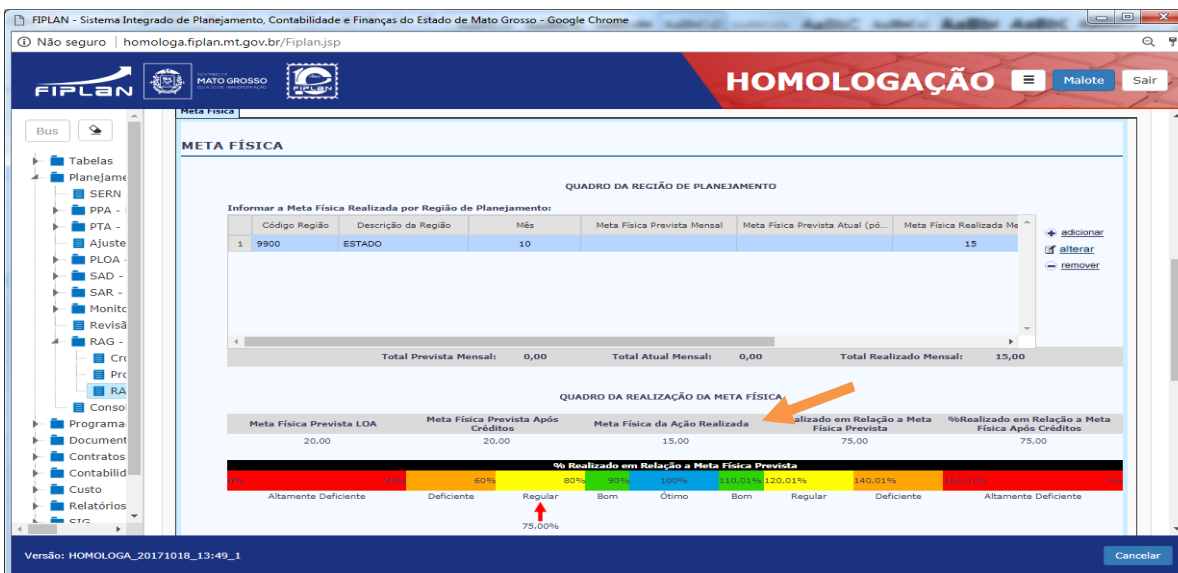 FIPLAN - Sistema Integrado de Planejamento, Contabilidade e Finanças do Estado de Mato Grosso - Google Chrome
Não seguro | homologa.fiplan.mt.gov.br/Fiplan.jsp
FIPLAN
MATO GROSSO
FIPLAN
HOMOLOGAÇÃO
Malote
Sair
Bus
Tabelas
Planejame
SERN
PPA -
PTA -
Ajuste
PLOA -
SAD -
SAR -
Monito
Revisã
RAG -
Cro
Pro
RA
Conso
Programa
Document
Contratos
Contabilid
Custo
Relatórios
SIG
Meta Física
META FÍSICA
QUADRO DA REGIÃO DE PLANEJAMENTO
Informar a Meta Física Realizada por Região de Planejamento:
Código Região Descrição da Região Mês Meta Física Prevista Mensal Meta Física Prevista Atual (pó... Meta Física Realizada Me
1 9900 ESTADO 10 15
adicionar
alterar
remover
Total Prevista Mensal: 0,00 Total Atual Mensal: 0,00 Total Realizado Mensal: 15,00
QUADRO DA REALIZAÇÃO DA META FÍSICA
Meta Física Prevista LOA Meta Física Prevista Após Créditos Meta Física da Ação Realizada ealizado em Relação a Meta Física Prevista %Realizado em Relação a Meta Física Após Créditos
20,00 20,00 15,00 75,00 75,00
% Realizado em Relação a Meta Física Prevista
0% 40% 60% 80% 90% 100% 110,01% 120,01% 140,01% 160,01%
Altamente Deficiente Deficiente Regular Bom Ótimo Bom Regular Deficiente Altamente Deficiente
75,00%
Versão: HOMOLOGA_20171018_13:49_1
Cancelar